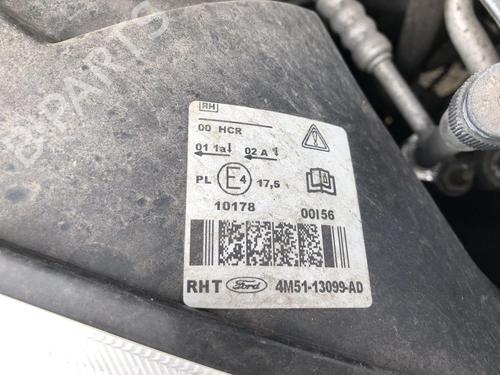 B-PARTS
RH
00 HCR
01 1a 02 A
PL E4 17,5
10178 00I56
RHT Ford 4M51-13099-AD